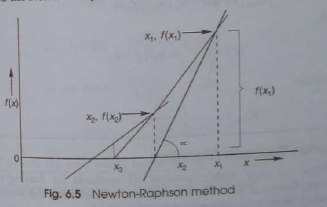 x₁, f(x₁)
x₂, f(x₂)
f(x₁)
f(x)
∝
0
x₃
x₂
x₁
x
Fig. 6.5 Newton-Raphson method